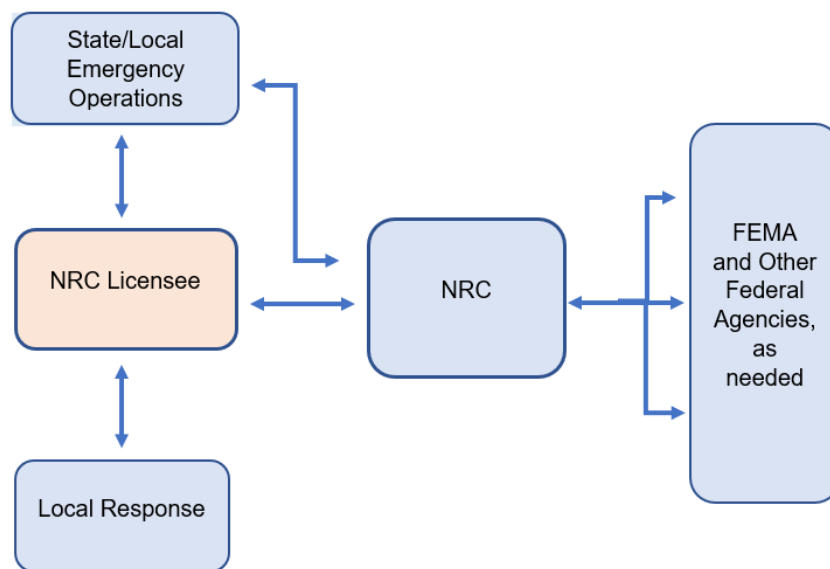 State/Local
Emergency
Operations
NRC Licensee
Local Response
NRC
FEMA
and Other
Federal
Agencies,
as
needed